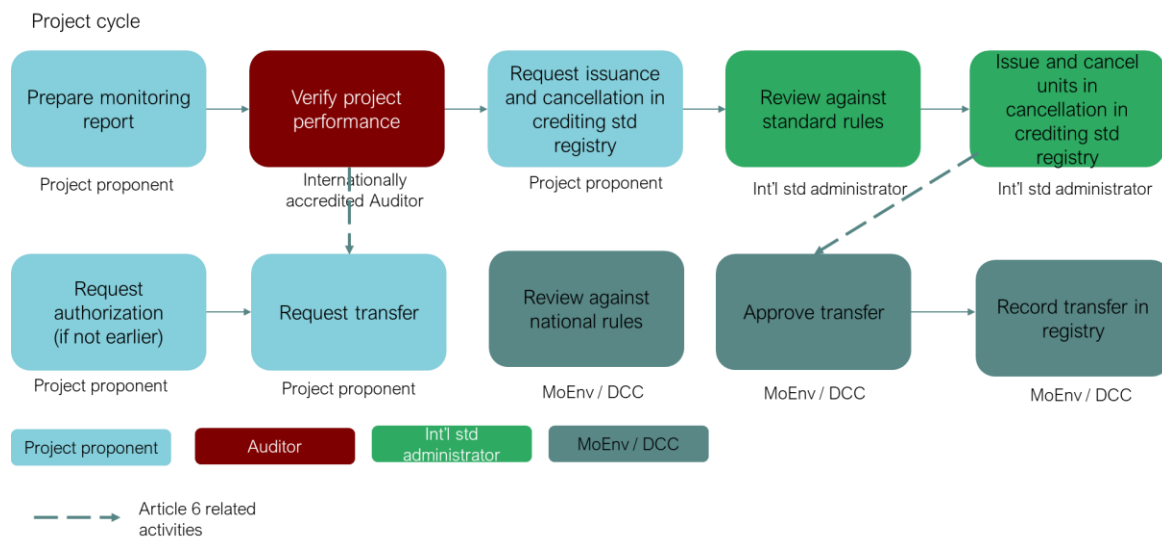 Project cycle
Prepare monitoring
report
Project proponent
Verify project
performance
Internationally
accredited Auditor
Request issuance
and cancellation in
crediting std
registry
Project proponent
Review against
standard rules
Int'l std administrator
Issue and cancel
units in
cancellation in
crediting std
registry
Int'l std administrator
Request
authorization
(if not earlier)
Project proponent
Request transfer
Project proponent
Review against
national rules
MoEnv / DCC
Approve transfer
MoEnv / DCC
Record transfer in
registry
MoEnv / DCC
Project proponent
Auditor
Int'l std
administrator
MoEnv / DCC
Article 6 related
activities